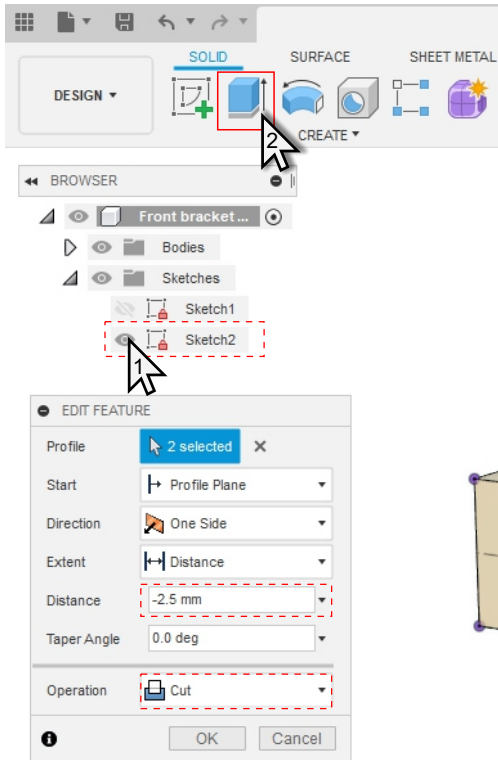 SOLID SURFACE SHEET METAL
DESIGN
CREATE
2
BROWSER
Front bracket ...
Bodies
Sketches
Sketch1
Sketch2
1
EDIT FEATURE
Profile 2 selected
Start Profile Plane
Direction One Side
Extent Distance
Distance -2.5 mm
Taper Angle 0.0 deg
Operation Cut
OK Cancel